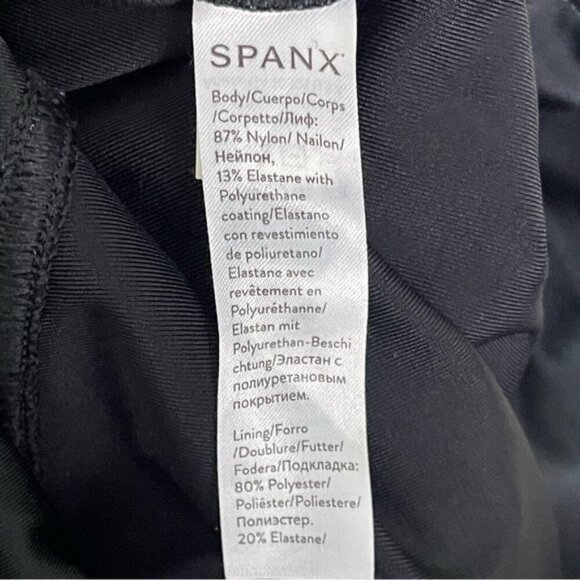 SPANX
Body/Cuerpo/Corps
/Corpetto/Лиф:
87% Nylon/ Nailon/
Нейлон,
13% Elastane with
Polyurethane
coating/Elastano
con revestimiento
de poliuretano/
Elastane avec
revêtement en
Polyuréthanne/
Elastan mit
Polyurethan-Beschi
chtung/Эластан с
полиуретановым
покрытием.
Lining/Forro
/Doublure/Futter/
Fodera/Подкладка:
80% Polyester/
Poliéster/Poliestere/
Полиэстер.
20% Elastane/